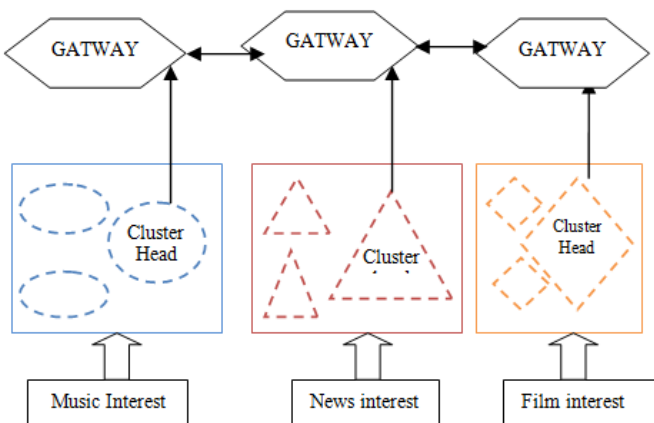 GATWAY
GATWAY
GATWAY
Cluster
Head
Cluster
Cluster
Head
Music Interest
News interest
Film interest